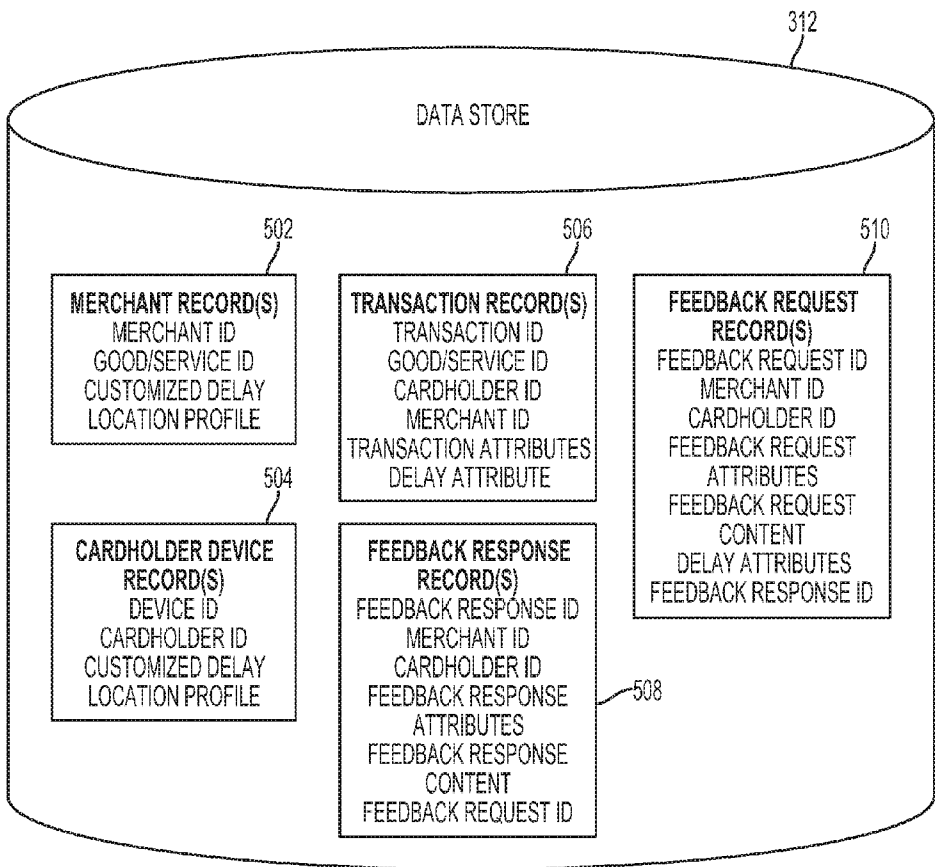 312
DATA STORE
502
MERCHANT RECORD(S)
MERCHANT ID
GOOD/SERVICE ID
CUSTOMIZED DELAY
LOCATION PROFILE
506
TRANSACTION RECORD(S)
TRANSACTION ID
GOOD/SERVICE ID
CARDHOLDER ID
MERCHANT ID
TRANSACTION ATTRIBUTES
DELAY ATTRIBUTE
510
FEEDBACK REQUEST
RECORD(S)
FEEDBACK REQUEST ID
MERCHANT ID
CARDHOLDER ID
FEEDBACK REQUEST
ATTRIBUTES
FEEDBACK REQUEST
CONTENT
DELAY ATTRIBUTES
FEEDBACK RESPONSE ID
504
CARDHOLDER DEVICE
RECORD(S)
DEVICE ID
CARDHOLDER ID
CUSTOMIZED DELAY
LOCATION PROFILE
FEEDBACK RESPONSE
RECORD(S)
FEEDBACK RESPONSE ID
MERCHANT ID
CARDHOLDER ID
FEEDBACK RESPONSE
ATTRIBUTES
FEEDBACK RESPONSE
CONTENT
FEEDBACK REQUEST ID
508